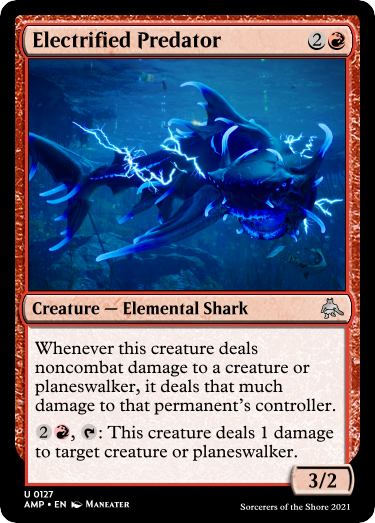 Electrified Predator 2
Creature — Elemental Shark
Whenever this creature deals
noncombat damage to a creature or
planeswalker, it deals that much
damage to that permanent's controller.
2 , : This creature deals 1 damage
to target creature or planeswalker.
3/2
U 0127
AMP • EN Maneater
Sorcerers of the Shore 2021